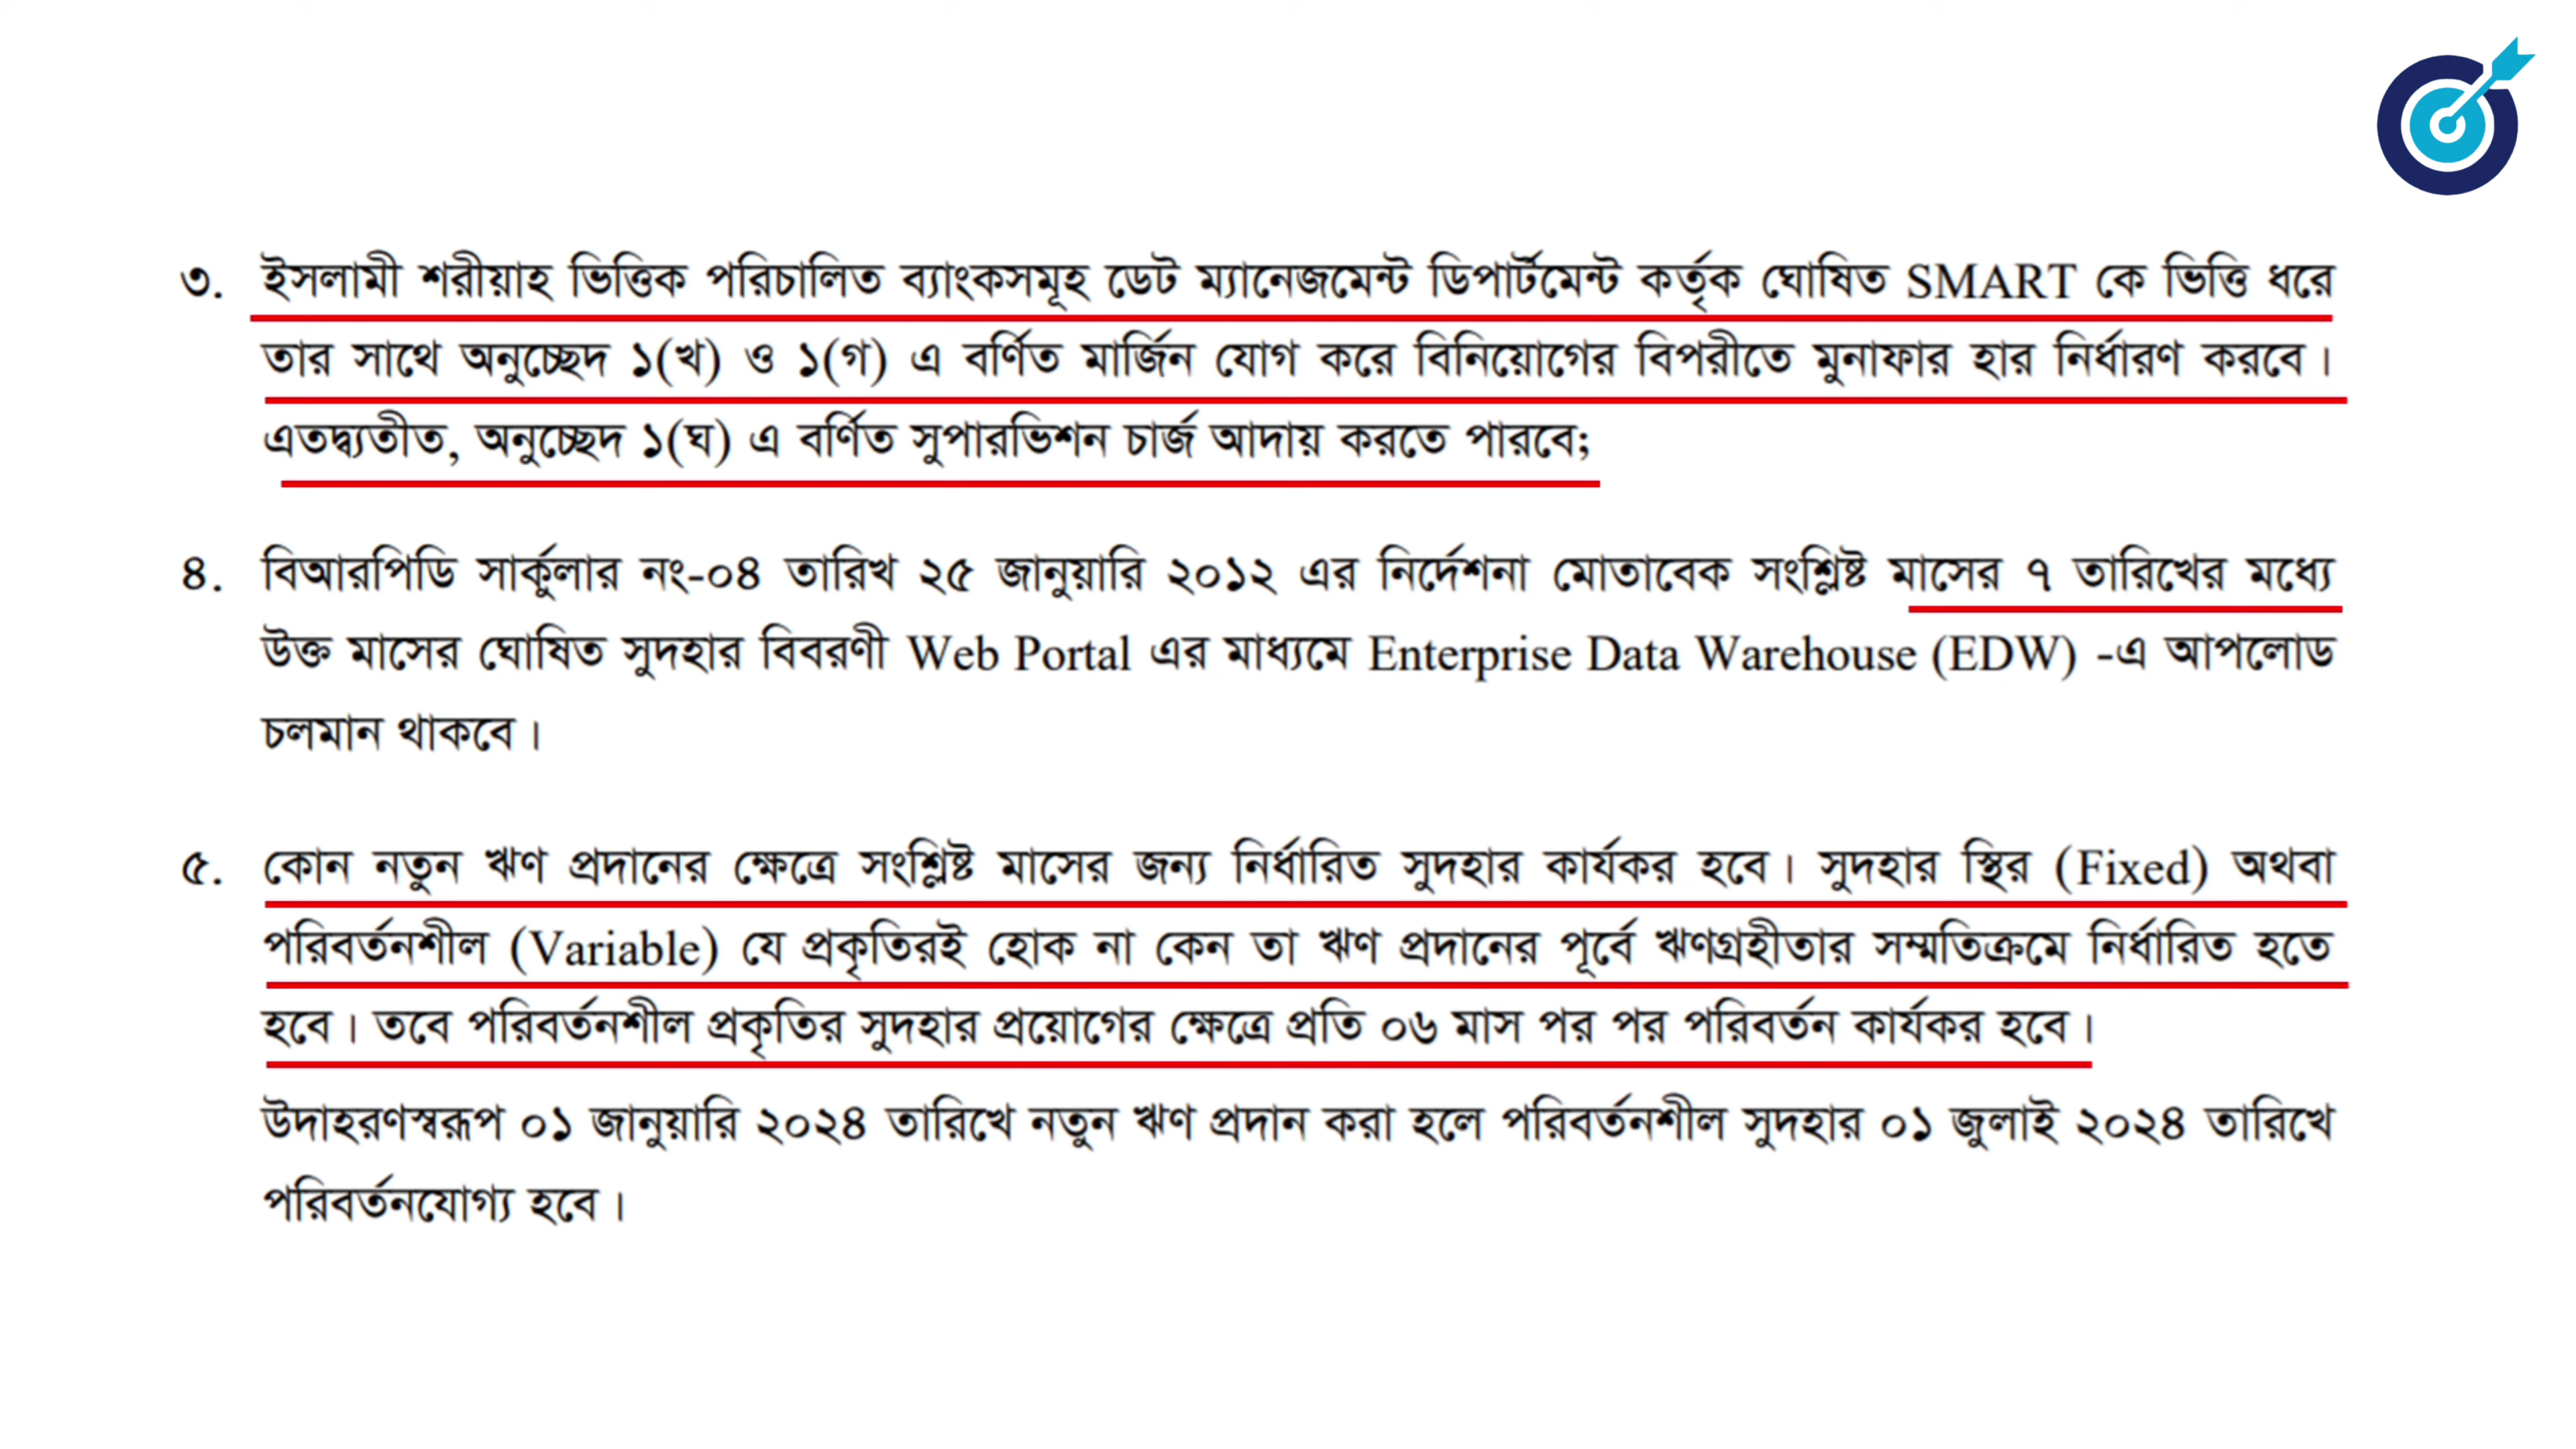 ৩. ইসলামী শরীয়াহ ভিত্তিক পরিচালিত ব্যাংকসমূহ ডেট ম্যানেজমেন্ট ডিপার্টমেন্ট কর্তৃক ঘোষিত SMART কে ভিত্তি ধরে
তার সাথে অনুচ্ছেদ ১(খ) ও ১(গ) এ বর্ণিত মার্জিন যোগ করে বিনিয়োগের বিপরীতে মুনাফার হার নির্ধারণ করবে।
এতদ্ব্যতীত, অনুচ্ছেদ ১(ঘ) এ বর্ণিত সুপারভিশন চার্জ আদায় করতে পারবে;
৪. বিআরপিডি সার্কুলার নং-০৪ তারিখ ২৫ জানুয়ারি ২০১২ এর নির্দেশনা মোতাবেক সংশ্লিষ্ট মাসের ৭ তারিখের মধ্যে
উক্ত মাসের ঘোষিত সুদহার বিবরণী Web Portal এর মাধ্যমে Enterprise Data Warehouse (EDW) -এ আপলোড
চলমান থাকবে।
৫. কোন নতুন ঋণ প্রদানের ক্ষেত্রে সংশ্লিষ্ট মাসের জন্য নির্ধারিত সুদহার কার্যকর হবে। সুদহার স্থির (Fixed) অথবা
পরিবর্তনশীল (Variable) যে প্রকৃতিরই হোক না কেন তা ঋণ প্রদানের পূর্বে ঋণগ্রহীতার সম্মতিক্রমে নির্ধারিত হতে
হবে। তবে পরিবর্তনশীল প্রকৃতির সুদহার প্রয়োগের ক্ষেত্রে প্রতি ০৬ মাস পর পর পরিবর্তন কার্যকর হবে।
উদাহরণস্বরূপ ০১ জানুয়ারি ২০২৪ তারিখে নতুন ঋণ প্রদান করা হলে পরিবর্তনশীল সুদহার ০১ জুলাই ২০২৪ তারিখে
পরিবর্তনযোগ্য হবে।